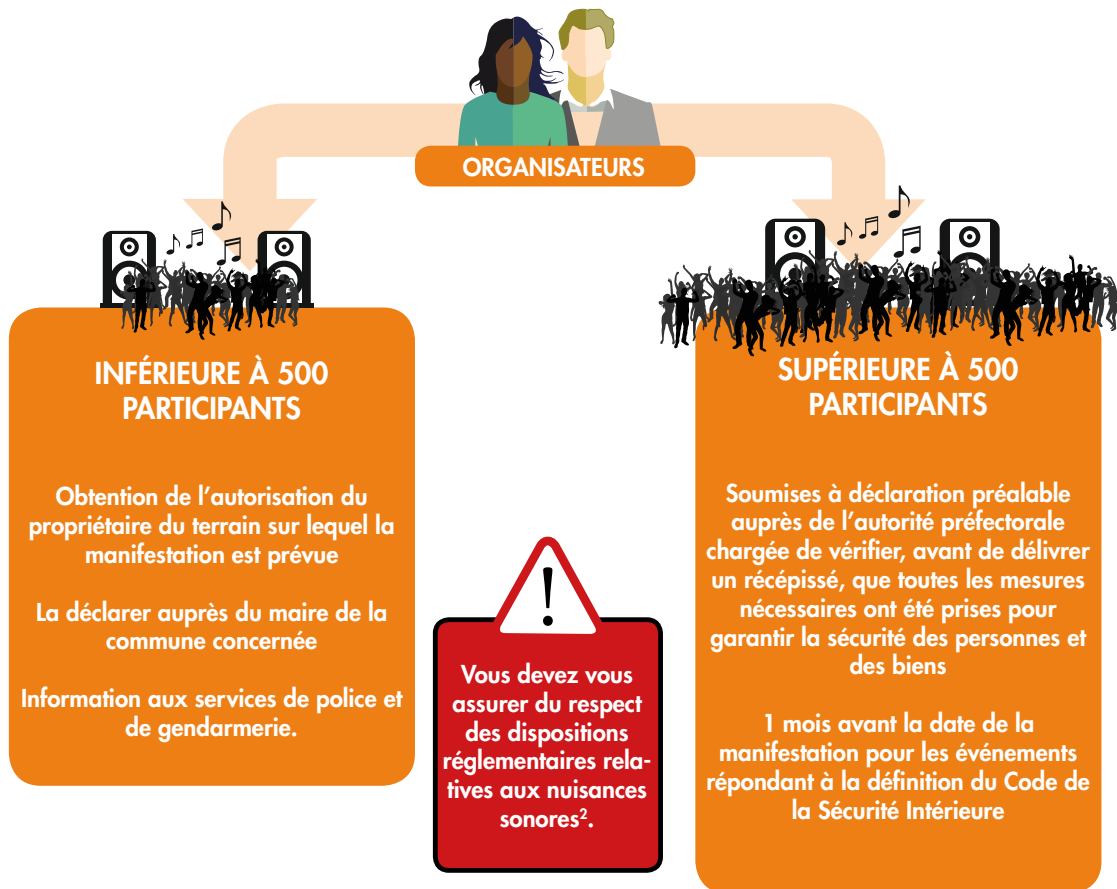 ORGANISATEURS
INFÉRIEURE À 500
PARTICIPANTS
Obtention de l'autorisation du
propriétaire du terrain sur lequel la
manifestation est prévue
La déclarer auprès du maire de la
commune concernée
Information aux services de police et
de gendarmerie.
!
Vous devez vous
assurer du respect
des dispositions
réglementaires rela-
tives aux nuisances
sonores².
SUPÉRIEURE À 500
PARTICIPANTS
Soumises à déclaration préalable
auprès de l'autorité préfectorale
chargée de vérifier, avant de délivrer
un récépissé, que toutes les mesures
nécessaires ont été prises pour
garantir la sécurité des personnes et
des biens
1 mois avant la date de la
manifestation pour les événements
répondant à la définition du Code de
la Sécurité Intérieure